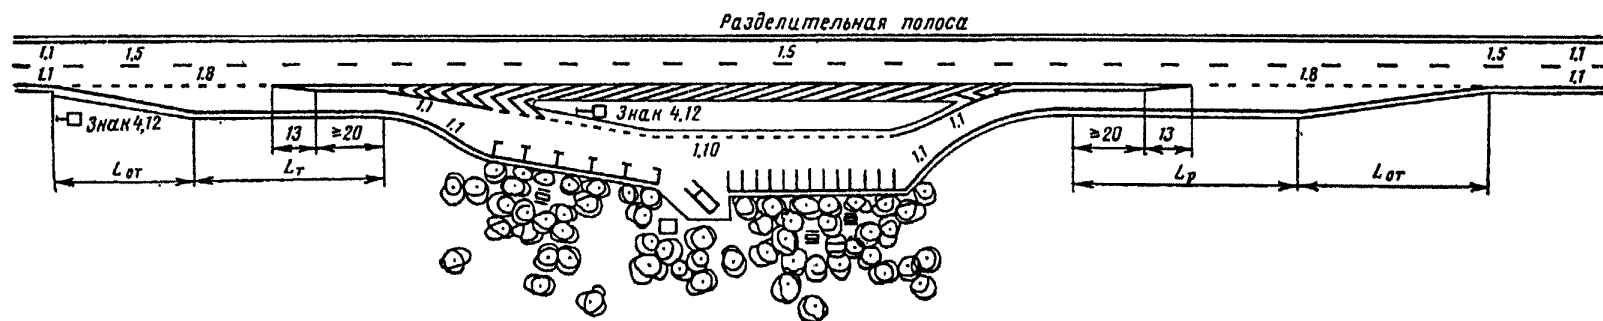 Разделительная полоса
1.1 1.5 1.5 1.5 1.1
1.1 1.8 1.8 1.1
Знак 4.12 1.1 Знак 4.12 1.1
13 ≥20 1.1 1.10 1.1 ≥20 13
Lот Lт Lр Lот